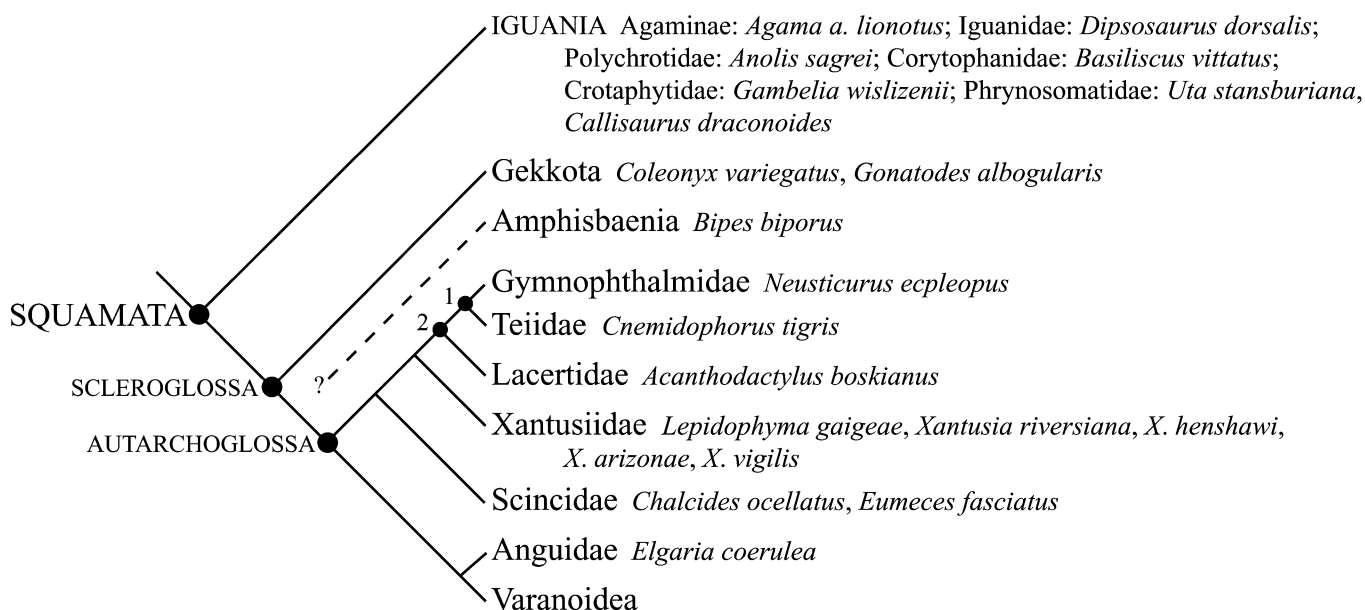 IGUANIA Agaminae: Agama a. lionotus; Iguanidae: Dipsosaurus dorsalis;
Polychrotidae: Anolis sagrei; Corytophanidae: Basiliscus vittatus;
Crotaphytidae: Gambelia wislizenii; Phrynosomatidae: Uta stansburiana,
Callisaurus draconoides
Gekkota Coleonyx variegatus, Gonatodes albogularis
Amphisbaenia Bipes biporus
Gymnophthalmidae Neusticurus ecpleopus
1
SQUAMATA
2
Teiidae Cnemidophorus tigris
Lacertidae Acanthodactylus boskianus
SCLEROGLOSSA
?
Xantusiidae Lepidophyma gaigeae, Xantusia riversiana, X. henshawi,
AUTARCHOGLOSSA
X. arizonae, X. vigilis
Scincidae Chalcides ocellatus, Eumeces fasciatus
Anguidae Elgaria coerulea
Varanoidea